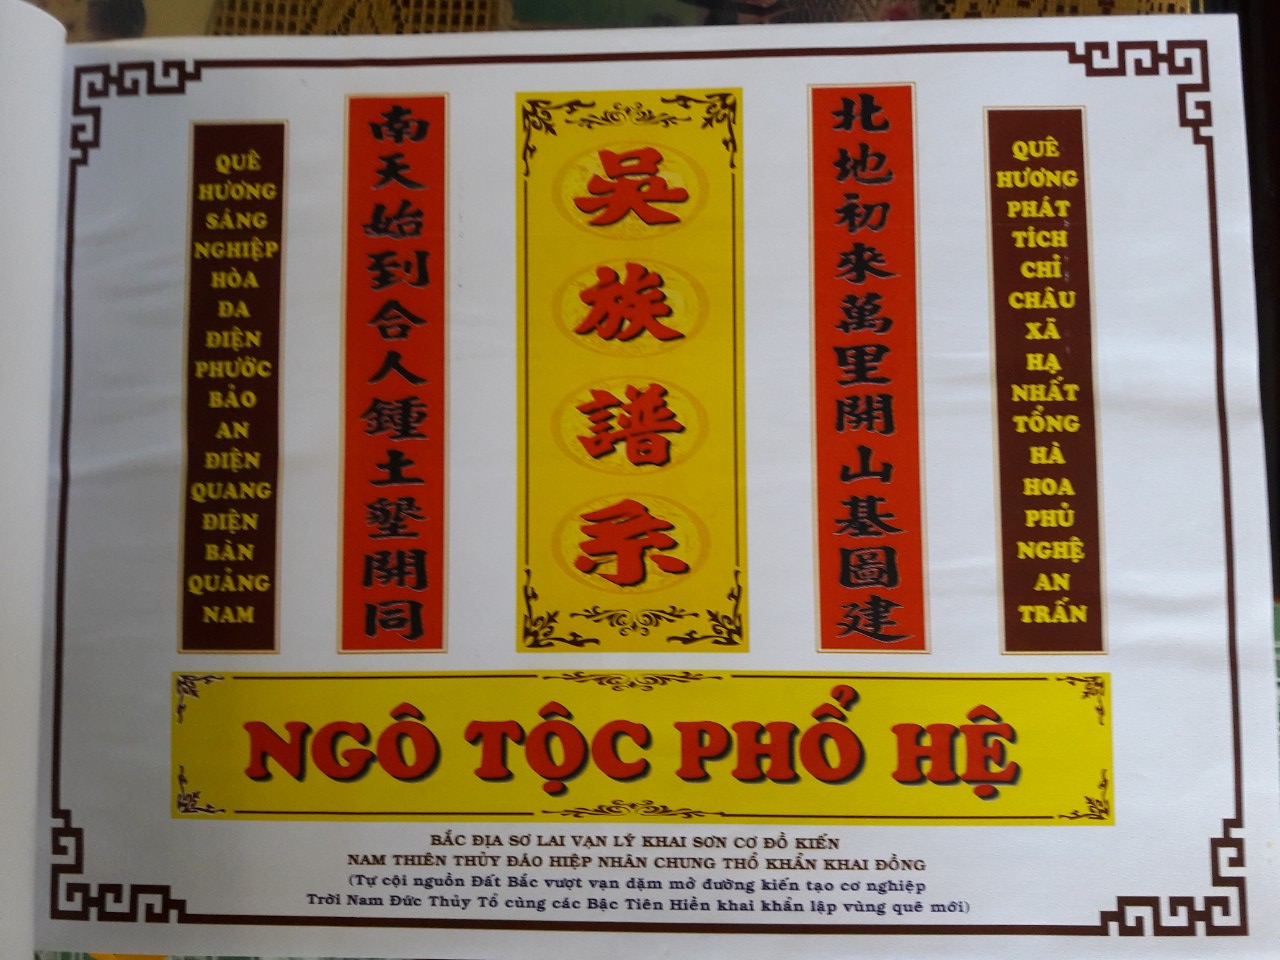 QUÊ
HƯƠNG
SÁNG
NGHIỆP
HÒA
ĐA
ĐIỆN
PHƯỚC
BẢO
AN
ĐIỆN
QUANG
ĐIỆN
BÀN
QUẢNG
NAM
南天始到合人鍾土墾開同
吳族譜系
北地初來萬里開山基圖建
QUÊ
HƯƠNG
PHÁT
TÍCH
CHỈ
CHÂU
XÃ
HẠ
NHẤT
TỔNG
HÀ
HOA
PHỦ
NGHỆ
AN
TRẤN
NGÔ TỘC PHỔ HỆ
BẮC ĐỊA SƠ LAI VẠN LÝ KHAI SƠN CƠ ĐỒ KIẾN
NAM THIÊN THỦY ĐÁO HIỆP NHÂN CHUNG THỔ KHẨN KHAI ĐỒNG
(Tự cội nguồn Đất Bắc vượt vạn dặm mở đường kiến tạo cơ nghiệp
Trời Nam Đức Thủy Tổ cùng các Bậc Tiên Hiền khai khẩn lập vùng quê mới)